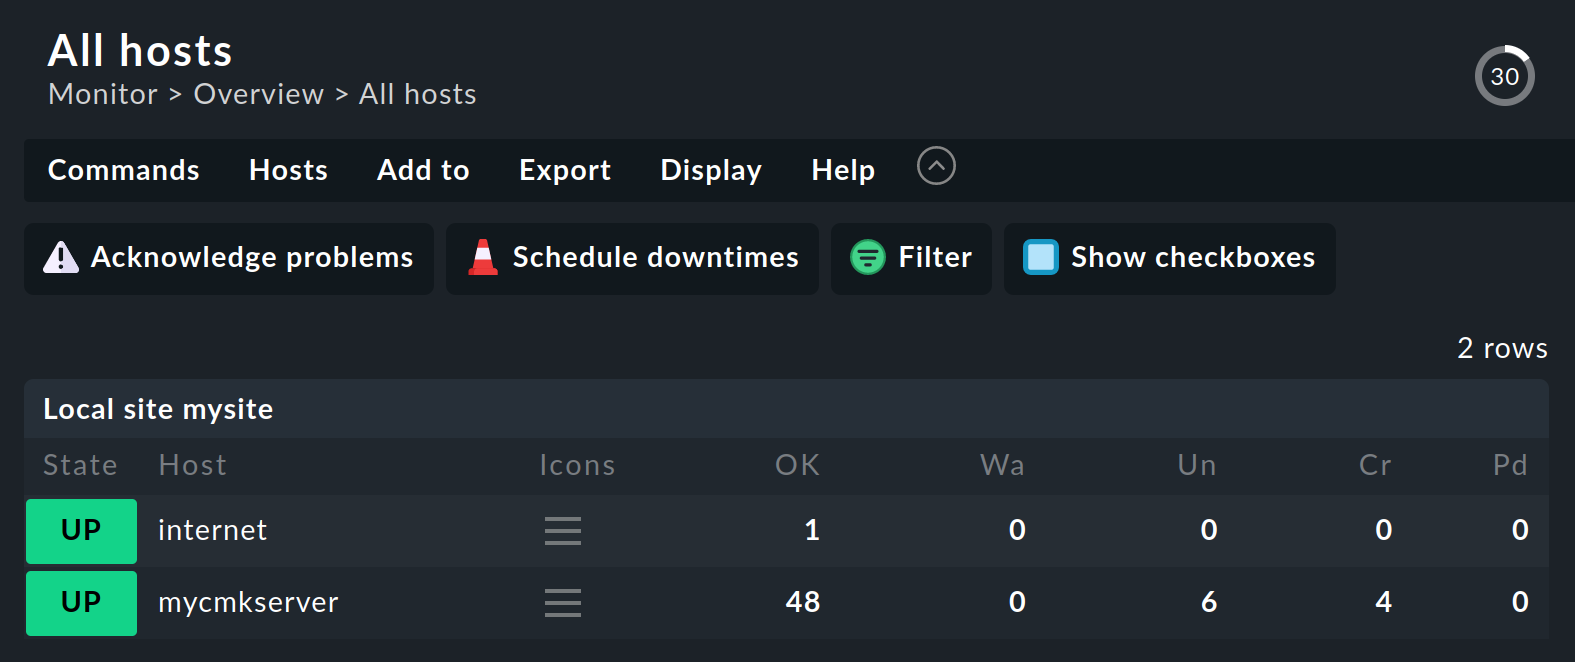 All hosts
Monitor > Overview > All hosts
30
Commands Hosts Add to Export Display Help
Acknowledge problems Schedule downtimes Filter Show checkboxes
2 rows
Local site mysite
State Host Icons OK Wa Un Cr Pd
UP internet 1 0 0 0 0
UP mycmkserver 48 0 6 4 0